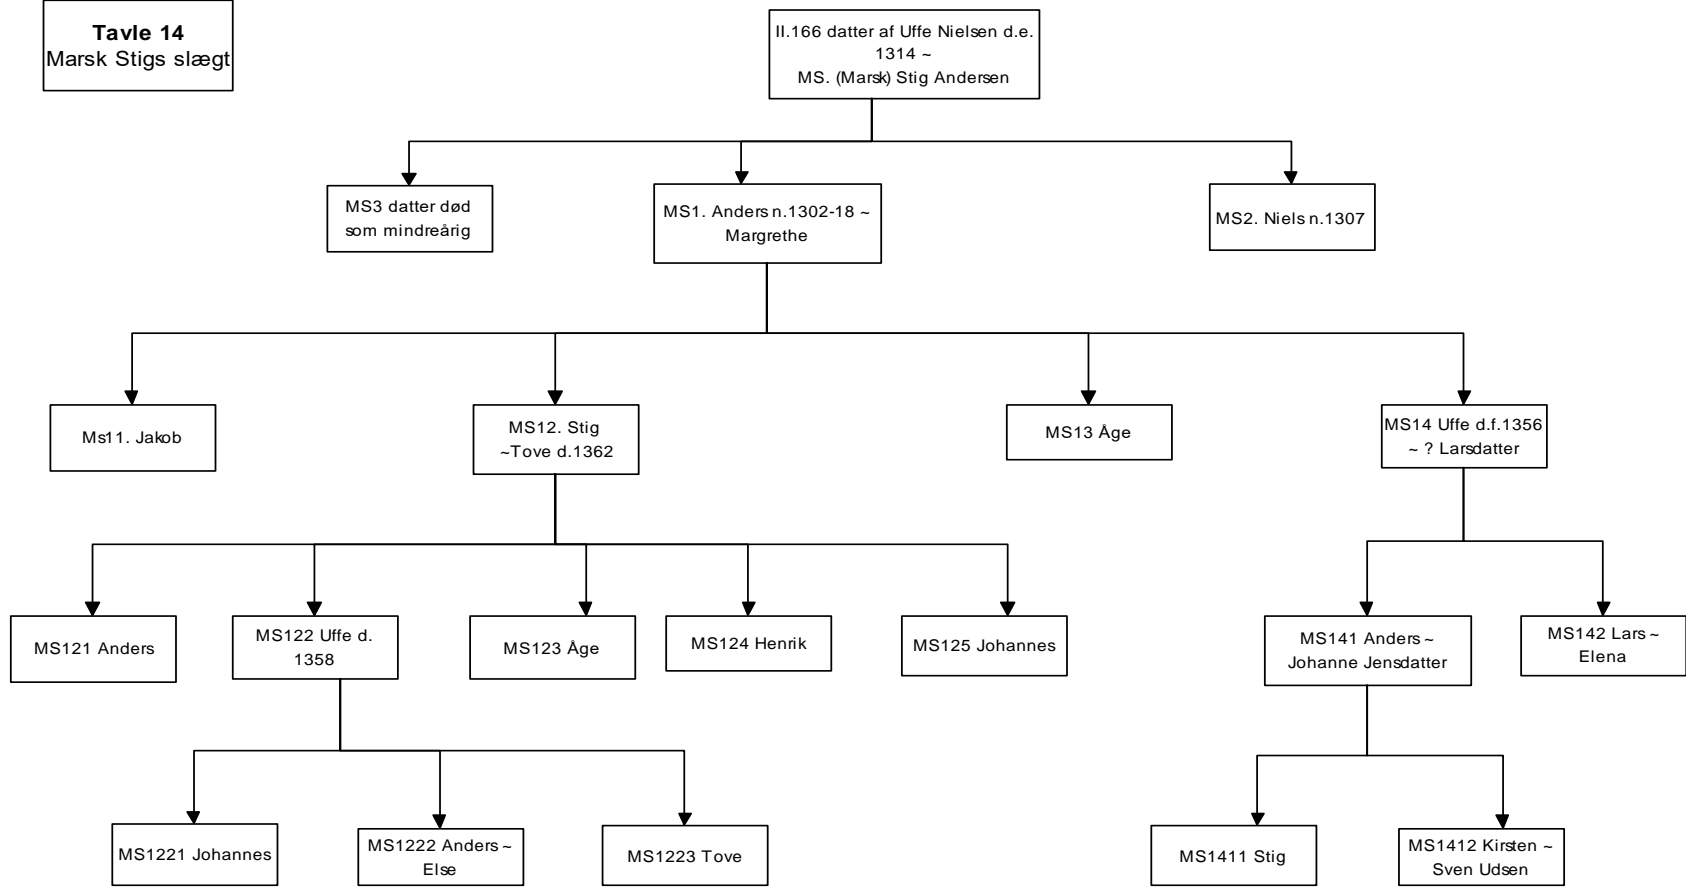 Tavle 14
Marsk Stigs slægt
II.166 datter af Uffe Nielsen d.e.
1314 ~
MS. (Marsk) Stig Andersen
MS3 datter død
som mindreårig
MS1. Anders n.1302-18 ~
Margrethe
MS2. Niels n.1307
Ms11. Jakob
MS12. Stig
~Tove d.1362
MS13 Åge
MS14 Uffe d.f.1356
~ ? Larsdatter
MS121 Anders
MS122 Uffe d.
1358
MS123 Åge
MS124 Henrik
MS125 Johannes
MS141 Anders ~
Johanne Jensdatter
MS142 Lars ~
Elena
MS1221 Johannes
MS1222 Anders ~
Else
MS1223 Tove
MS1411 Stig
MS1412 Kirsten ~
Sven Udsen